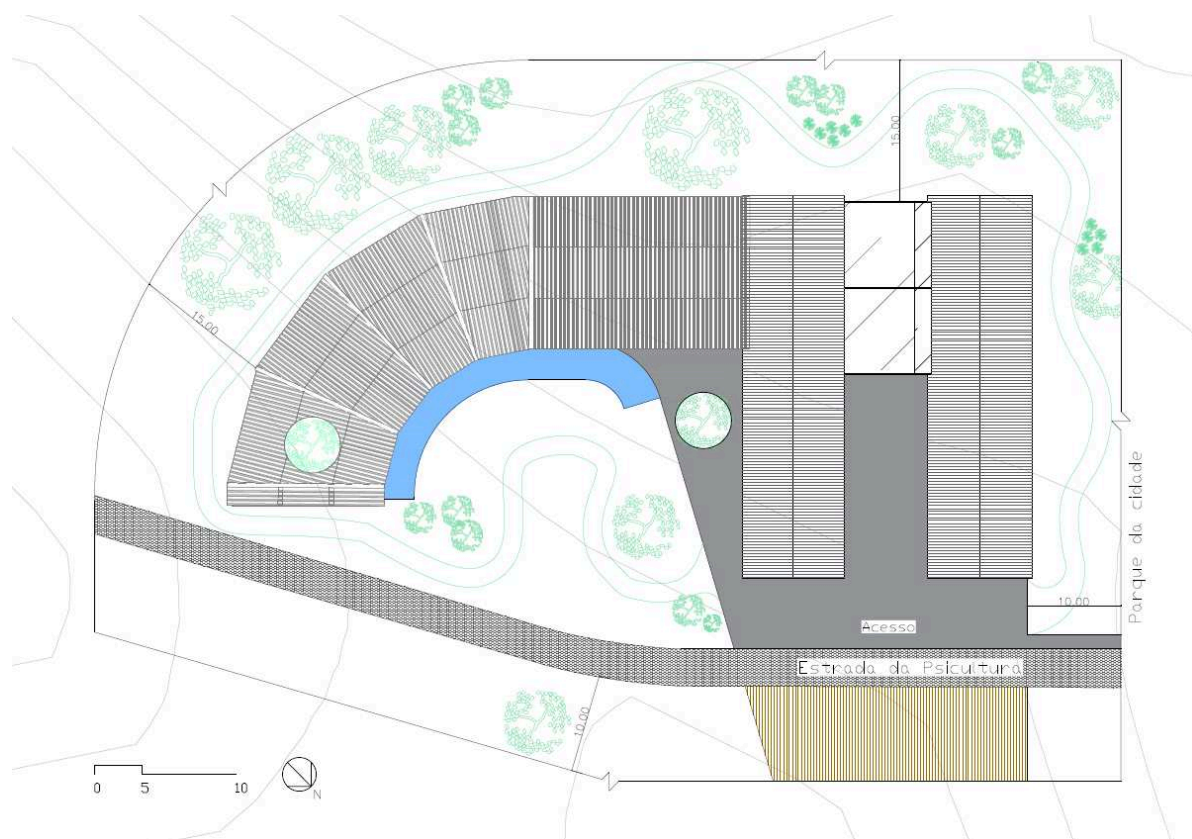 15.00
15.00
Parque da cidade
10.00
Acesso
Estrada da Psicultura
10.00
0 5 10
N